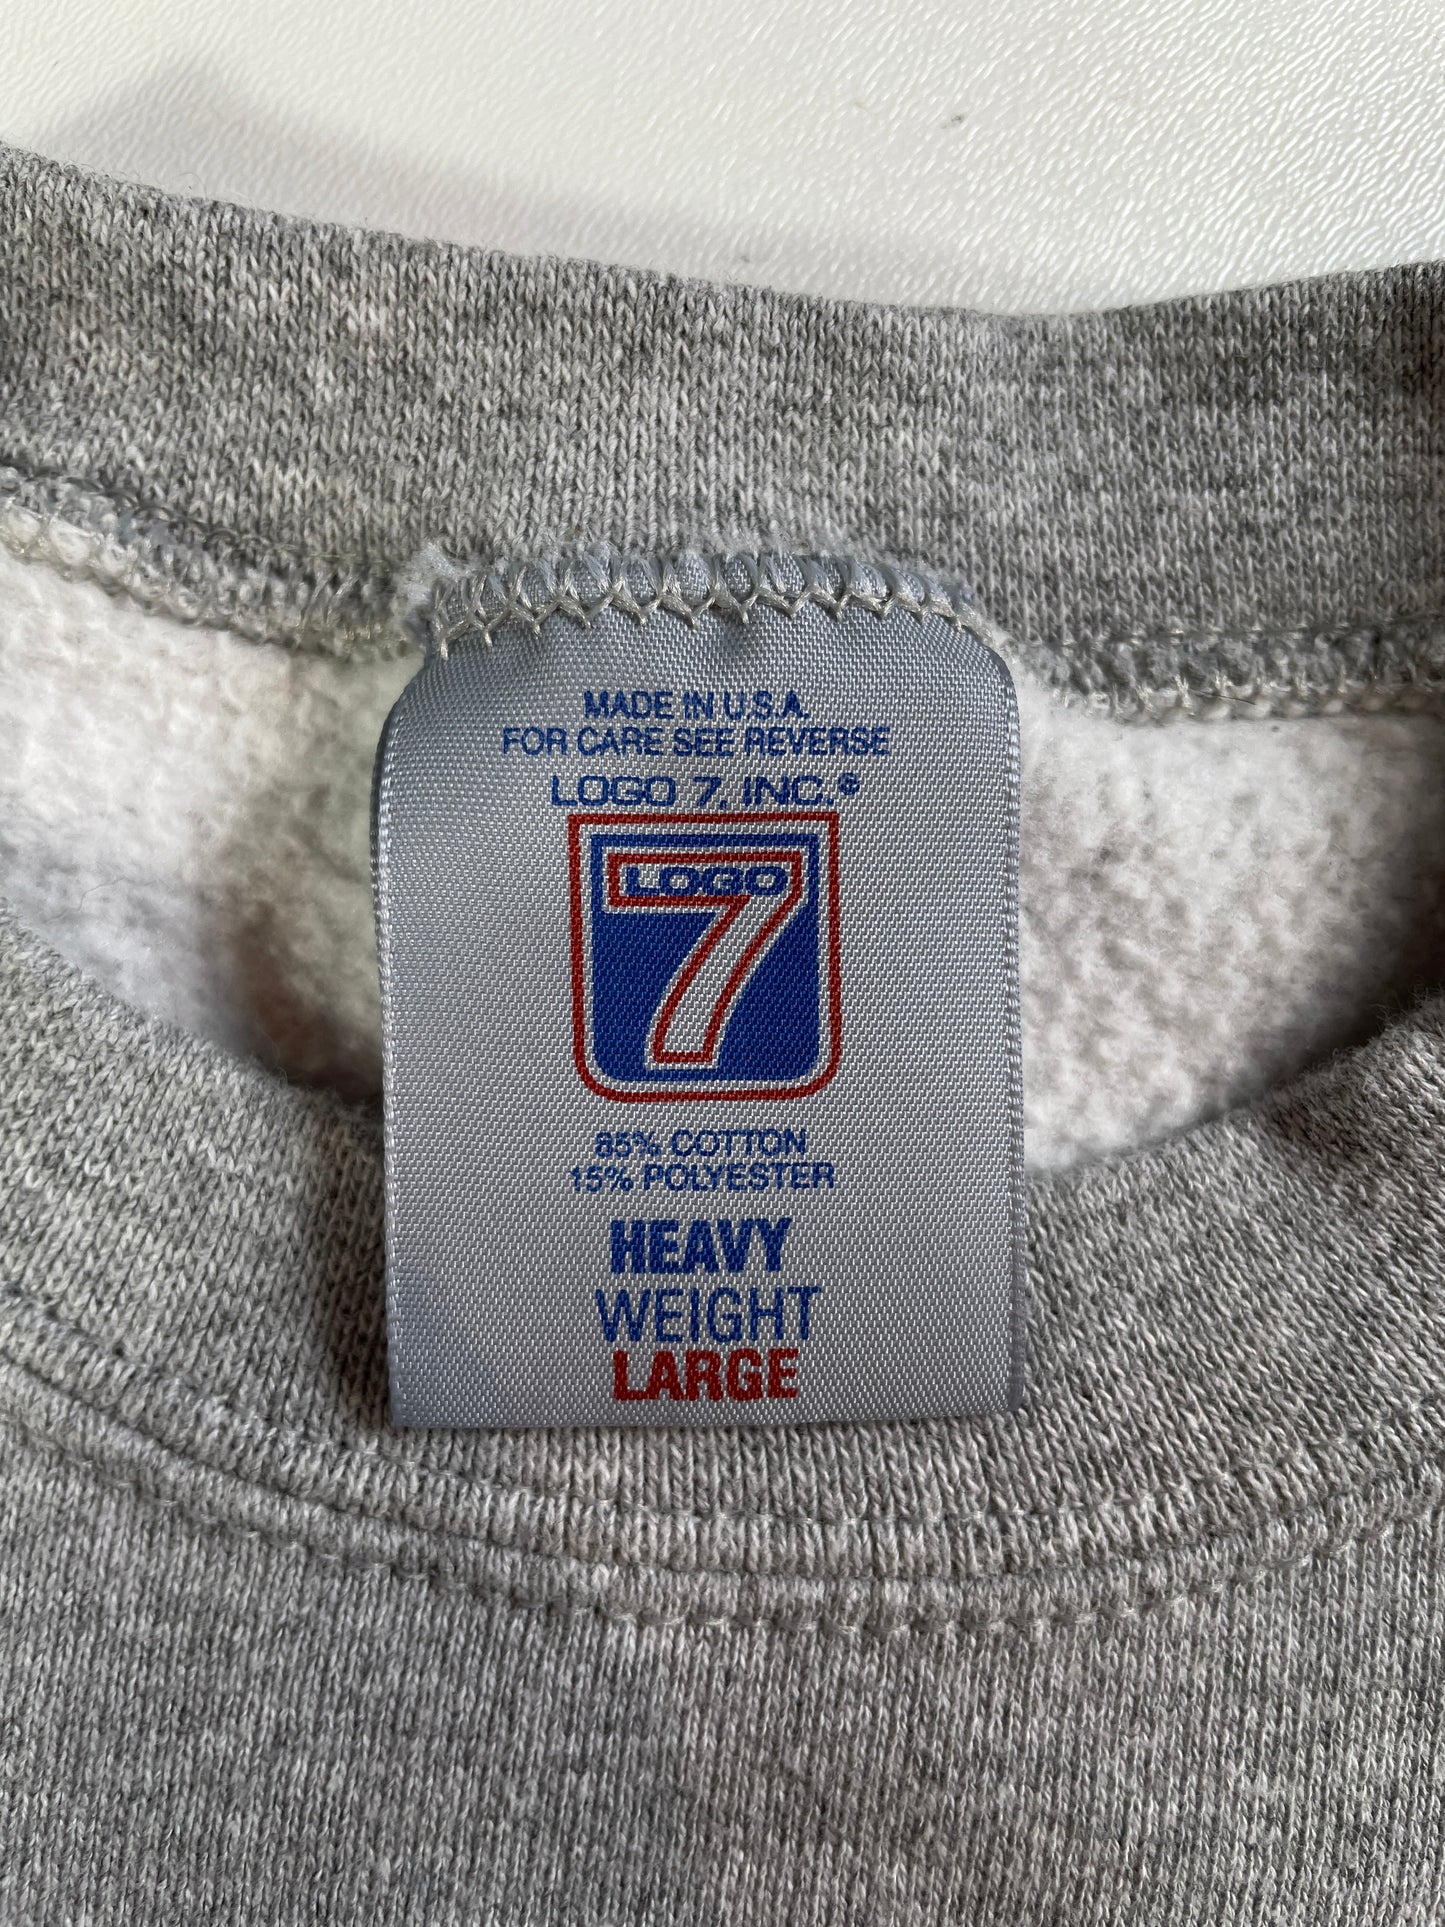 MADE IN U.S.A.
FOR CARE SEE REVERSE
LOGO 7, INC.®
LOGO
7
85% COTTON
15% POLYESTER
HEAVY
WEIGHT
LARGE